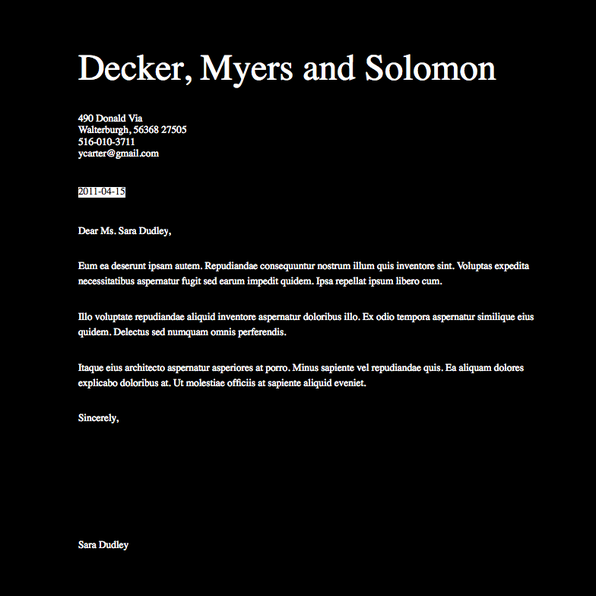 Decker, Myers and Solomon
490 Donald Via
Walterburgh, 56368 27505
516-010-3711
ycarter@gmail.com
2011-04-15
Dear Ms. Sara Dudley,
Eum ea deserunt ipsam autem. Repudiandae consequuntur nostrum illum quis inventore sint. Voluptas expedita
necessitatibus aspernatur fugit sed earum impedit quidem. Ipsa repellat ipsum libero cum.
Illo voluptate repudiandae aliquid inventore aspernatur doloribus illo. Ex odio tempora aspernatur similique eius
quidem. Delectus sed numquam omnis perferendis.
Itaque eius architecto aspernatur asperiores at porro. Minus sapiente vel repudiandae quis. Ea aliquam dolores
explicabo doloribus at. Ut molestiae officiis at sapiente aliquid eveniet.
Sincerely,
Sara Dudley